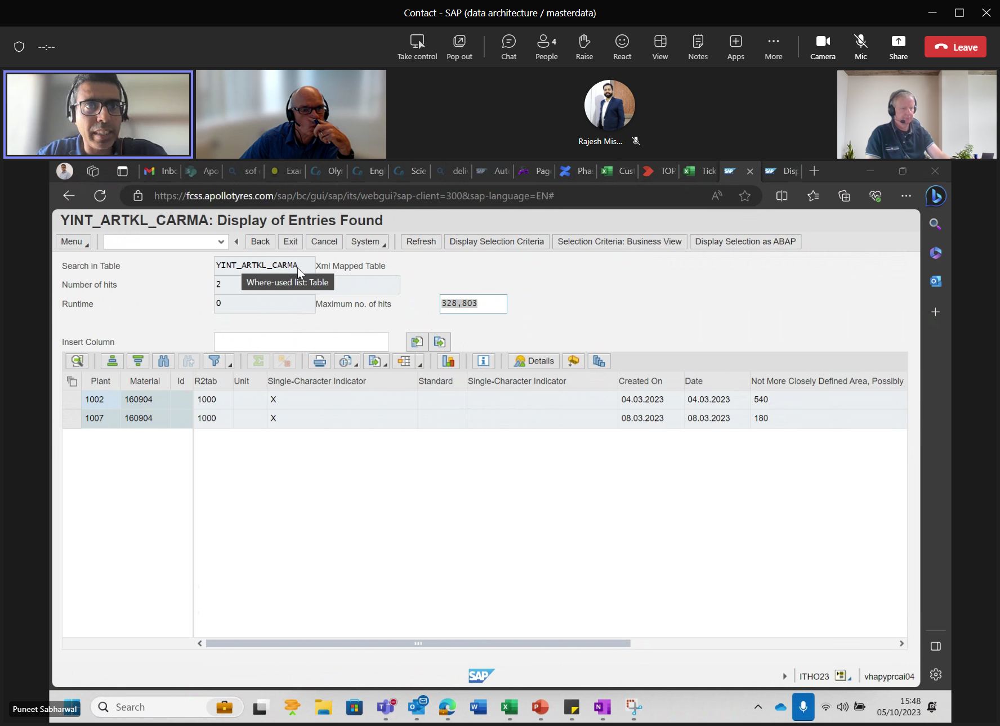 Contact - SAP (data architecture / masterdata)
--:--
Take control
Pop out
Chat
People
4
Raise
React
View
Notes
Apps
More
Camera
Mic
Share
Leave
Rajesh Mis...
Inbc
Apo
sof
Exar
Olyr
Eng
Scie
deli
SAP
Aut
Pag
Pha
Cus
TOP
Tick
SAP
SAP
Disp
https://fcss.apollotyres.com/sap/bc/gui/sap/its/webgui?sap-client=300&sap-language=EN#
YINT_ARTKL_CARMA: Display of Entries Found
Menu
Back
Exit
Cancel
System
Refresh
Display Selection Criteria
Selection Criteria: Business View
Display Selection as ABAP
Search in Table
YINT_ARTKL_CARMA
Xml Mapped Table
Number of hits
2
Where-used list: Table
Runtime
0
Maximum no. of hits
328,803
Insert Column
Details
Plant Material Id R2tab Unit Single-Character Indicator Standard Single-Character Indicator Created On Date Not More Closely Defined Area, Possibly
1002 160904 1000 X 04.03.2023 04.03.2023 540
1007 160904 1000 X 08.03.2023 08.03.2023 180
SAP
ITHO23
vhapyprcai04
Puneet Sabharwal
Search
15:48
05/10/2023